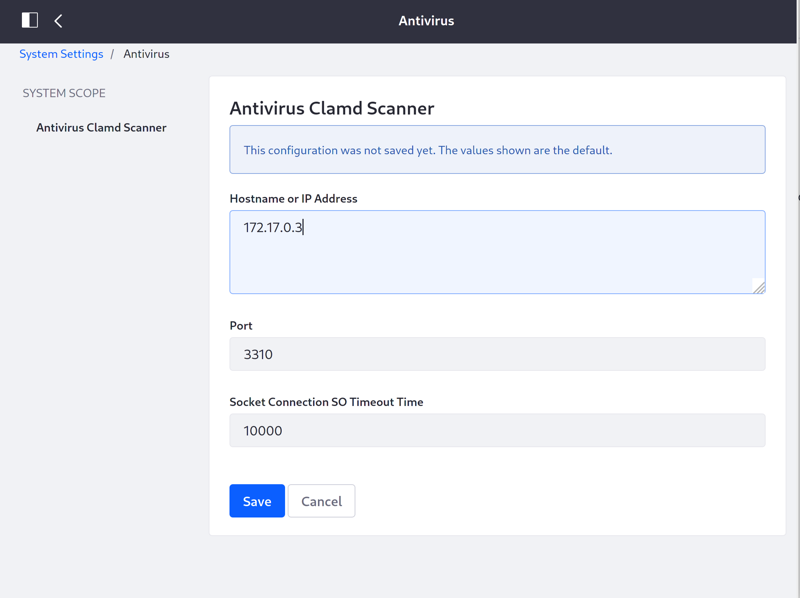 Antivirus
System Settings / Antivirus
SYSTEM SCOPE
Antivirus Clamd Scanner
Antivirus Clamd Scanner
This configuration was not saved yet. The values shown are the default.
Hostname or IP Address
172.17.0.3
Port
3310
Socket Connection SO Timeout Time
10000
Save Cancel